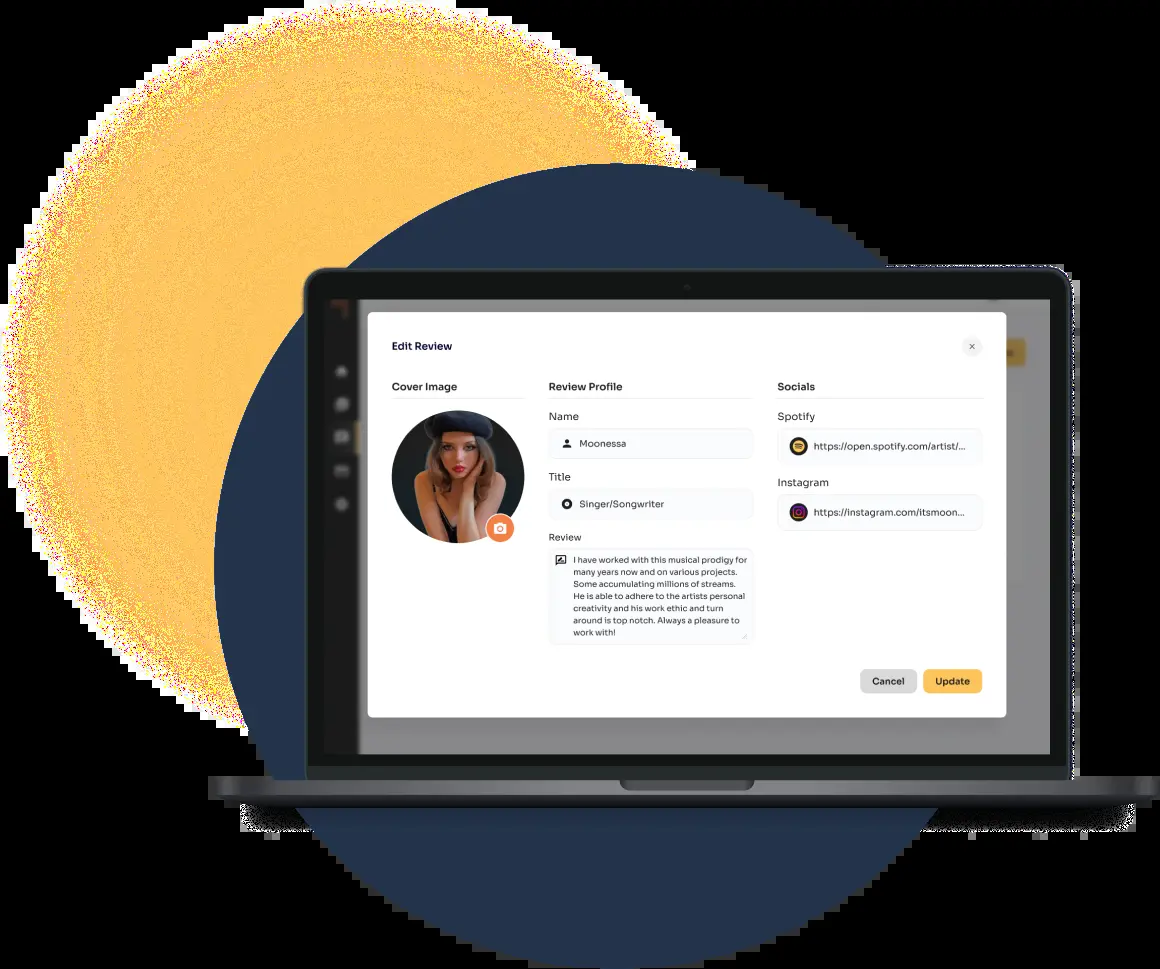 Edit Review
Cover Image
Review Profile
Name
Moonessa
Title
Singer/Songwriter
Review
I have worked with this musical prodigy for
many years now and on various projects.
Some accumulating millions of streams.
He is able to adhere to the artists personal
creativity and his work ethic and turn
around is top notch. Always a pleasure to
work with!
Socials
Spotify
https://open.spotify.com/artist/...
Instagram
https://instagram.com/itsmoon...
Cancel
Update